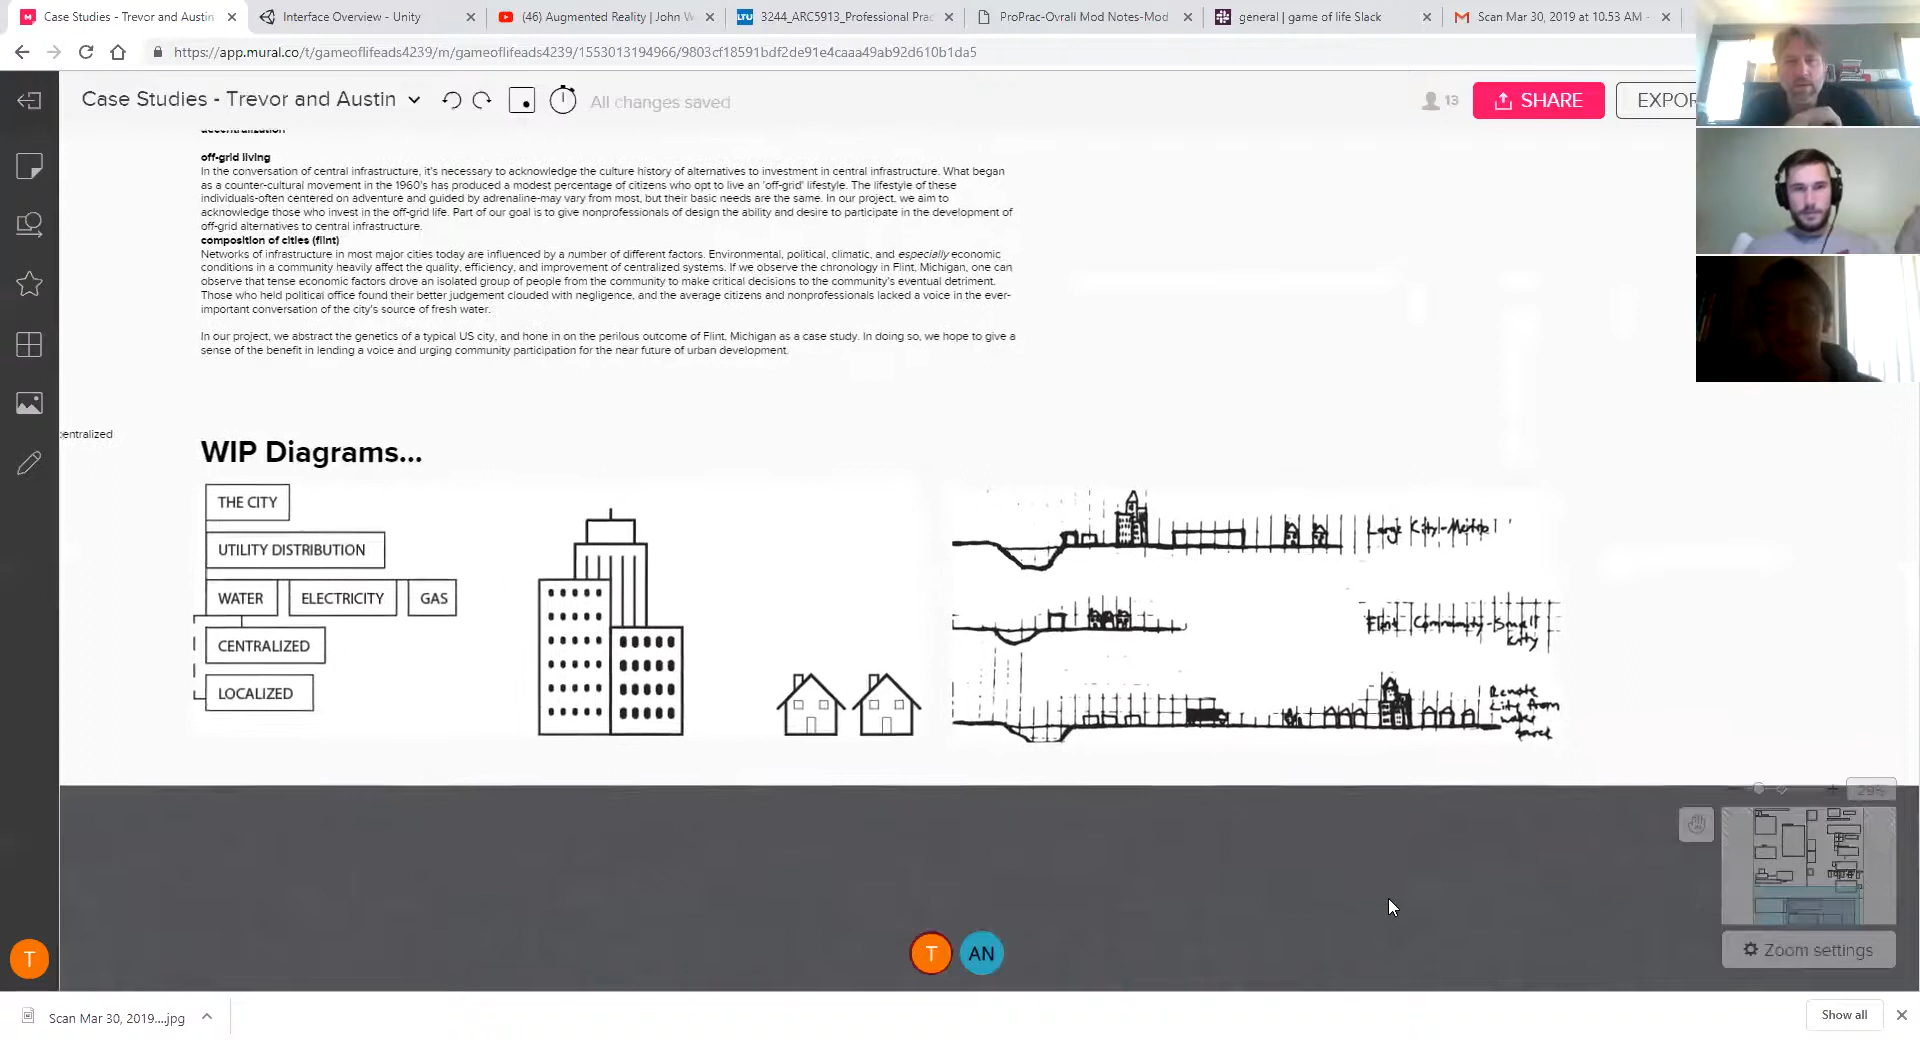 Case Studies - Trevor and Austin
Interface Overview - Unity
(46) Augmented Reality | John W
3244_ARC5913_Professional Prac
ProPrac-Ovrall Mod Notes-Mod
general | game of life Slack
Scan Mar 30, 2019 at 10.53 AM -
https://app.mural.co/t/gameoflifeads4239/m/gameoflifeads4239/1553013194966/9803cf18591bdf2de91e4caaa49ab92d610b1da5
Case Studies - Trevor and Austin
All changes saved
13
SHARE
EXPOR
decentralization
off-grid living
In the conversation of central infrastructure, it's necessary to acknowledge the culture history of alternatives to investment in central infrastructure. What began
as a counter-cultural movement in the 1960's has produced a modest percentage of citizens who opt to live an 'off-grid' lifestyle. The lifestyle of these
individuals-often centered on adventure and guided by adrenaline-may vary from most, but their basic needs are the same. In our project, we aim to
acknowledge those who invest in the off-grid life. Part of our goal is to give nonprofessionals of design the ability and desire to participate in the development of
off-grid alternatives to central infrastructure.
composition of cities (flint)
Networks of infrastructure in most major cities today are influenced by a number of different factors. Environmental, political, climatic, and especially economic
conditions in a community heavily affect the quality, efficiency, and improvement of centralized systems. If we observe the chronology in Flint, Michigan, one can
observe that tense economic factors drove an isolated group of people from the community to make critical decisions to the community's eventual detriment.
Those who held political office found their better judgement clouded with negligence, and the average citizens and nonprofessionals lacked a voice in the ever-
important conversation of the city's source of fresh water.
In our project, we abstract the genetics of a typical US city, and hone in on the perilous outcome of Flint, Michigan as a case study. In doing so, we hope to give a
sense of the benefit in lending a voice and urging community participation for the near future of urban development.
centralized
WIP Diagrams...
THE CITY
UTILITY DISTRIBUTION
WATER
ELECTRICITY
GAS
CENTRALIZED
LOCALIZED
Large City-
Flint Community-Small
City
Remote
City from
29%
Zoom settings
T
T
AN
Scan Mar 30, 2019....jpg
Show all
LTU